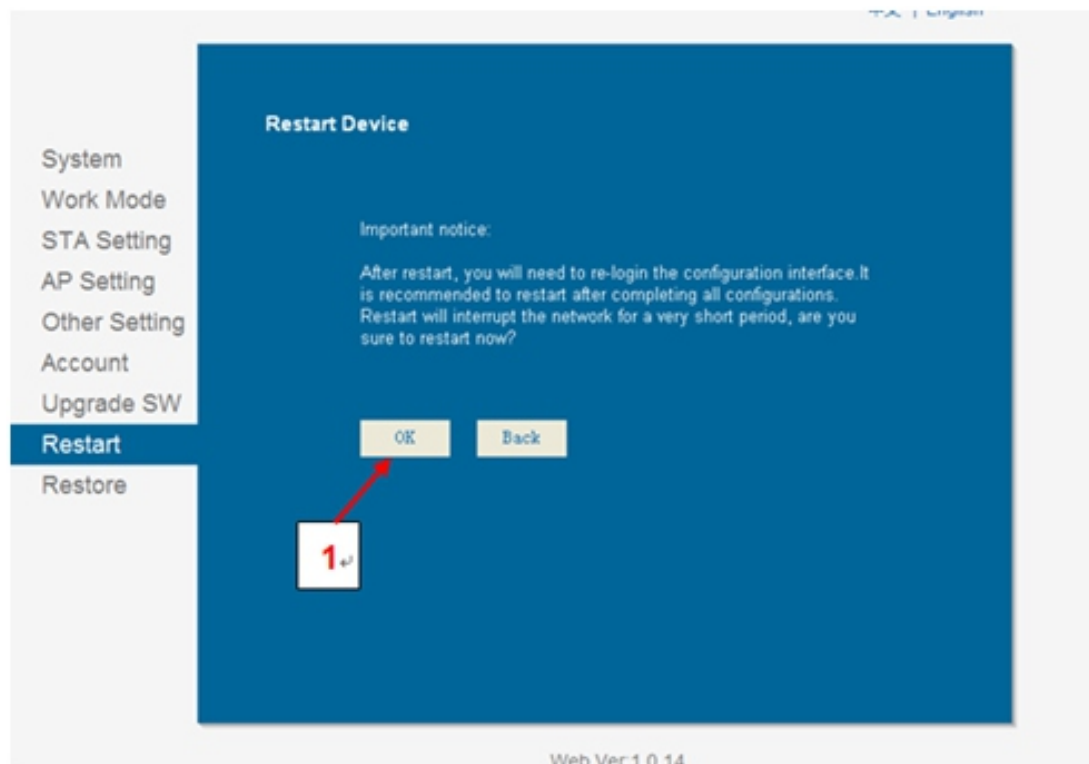 中文 | English
Restart Device
System
Work Mode
STA Setting
AP Setting
Other Setting
Account
Upgrade SW
Restart
Restore
Important notice:
After restart, you will need to re-login the configuration interface.It
is recommended to restart after completing all configurations.
Restart will interrupt the network for a very short period, are you
sure to restart now?
OK Back
1
Web Ver:1.0.14